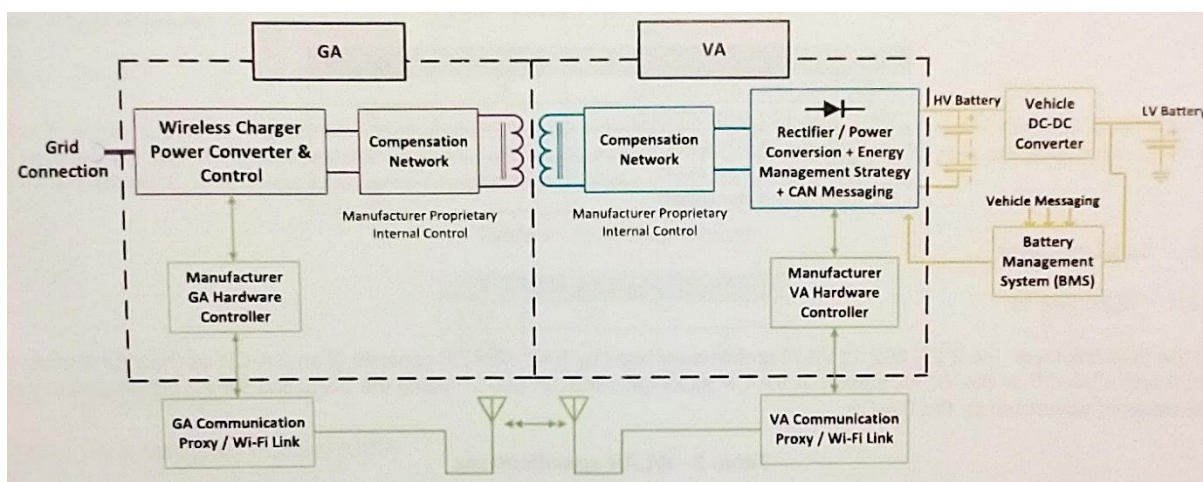 GA
VA
Grid
Connection
Wireless Charger
Power Converter &
Control
Compensation
Network
Manufacturer Proprietary
Internal Control
Compensation
Network
Manufacturer Proprietary
Internal Control
Rectifier / Power
Conversion + Energy
Management Strategy
+ CAN Messaging
HV Battery
Vehicle
DC-DC
Converter
LV Battery
Vehicle Messaging
Battery
Management
System (BMS)
Manufacturer
GA Hardware
Controller
Manufacturer
VA Hardware
Controller
GA Communication
Proxy / Wi-Fi Link
VA Communication
Proxy / Wi-Fi Link